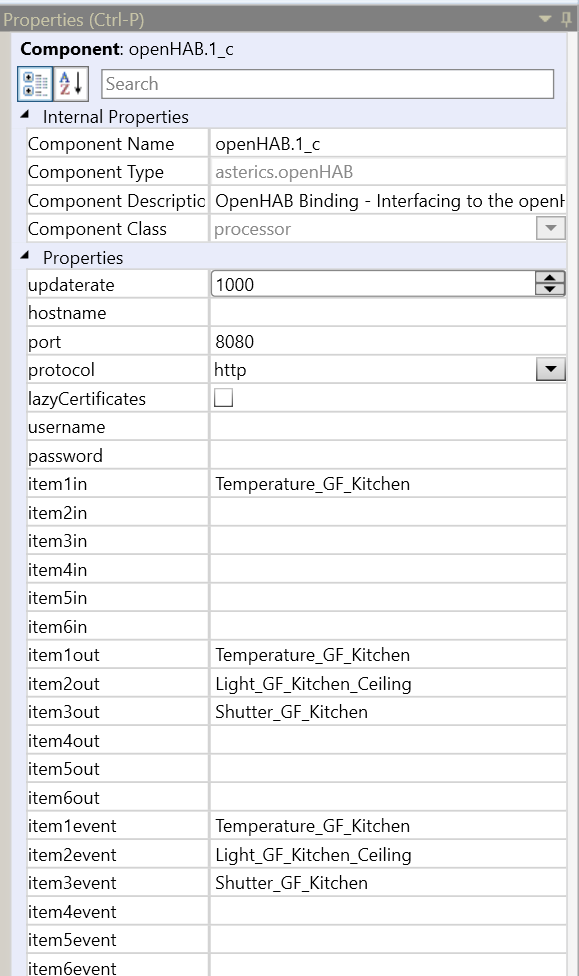 Properties (Ctrl-P)
Component: openHAB.1_c
Search
Internal Properties
Component Name openHAB.1_c
Component Type asterics.openHAB
Component Descriptio OpenHAB Binding - Interfacing to the open
Component Class processor
Properties
updaterate 1000
hostname
port 8080
protocol http
lazyCertificates
username
password
item1in Temperature_GF_Kitchen
item2in
item3in
item4in
item5in
item6in
item1out Temperature_GF_Kitchen
item2out Light_GF_Kitchen_Ceiling
item3out Shutter_GF_Kitchen
item4out
item5out
item6out
item1event Temperature_GF_Kitchen
item2event Light_GF_Kitchen_Ceiling
item3event Shutter_GF_Kitchen
item4event
item5event
item6event